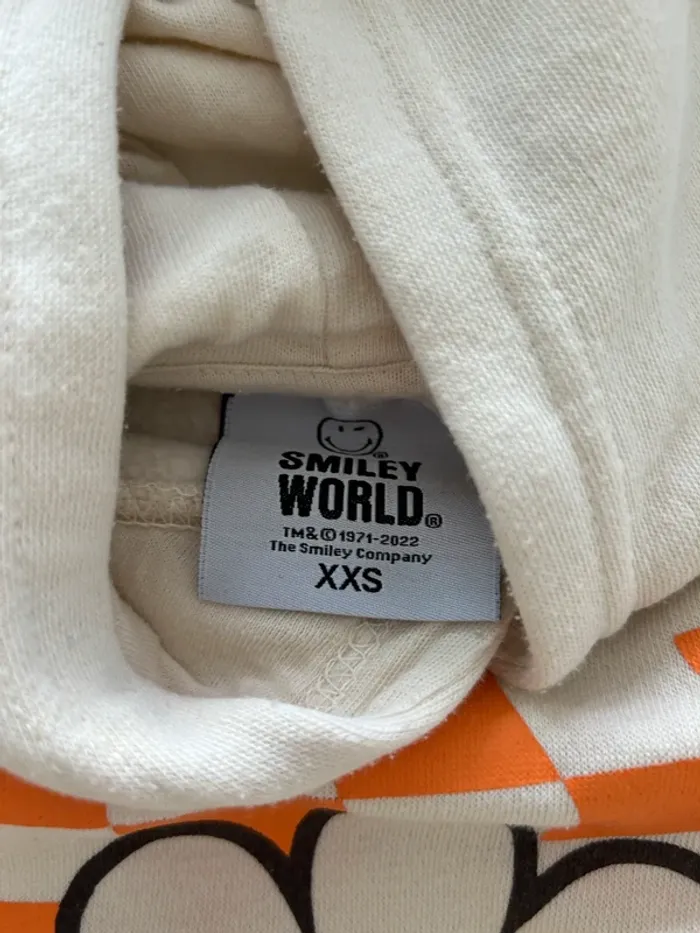 SMILEY
WORLD®
TM&©1971-2022
The Smiley Company
XXS